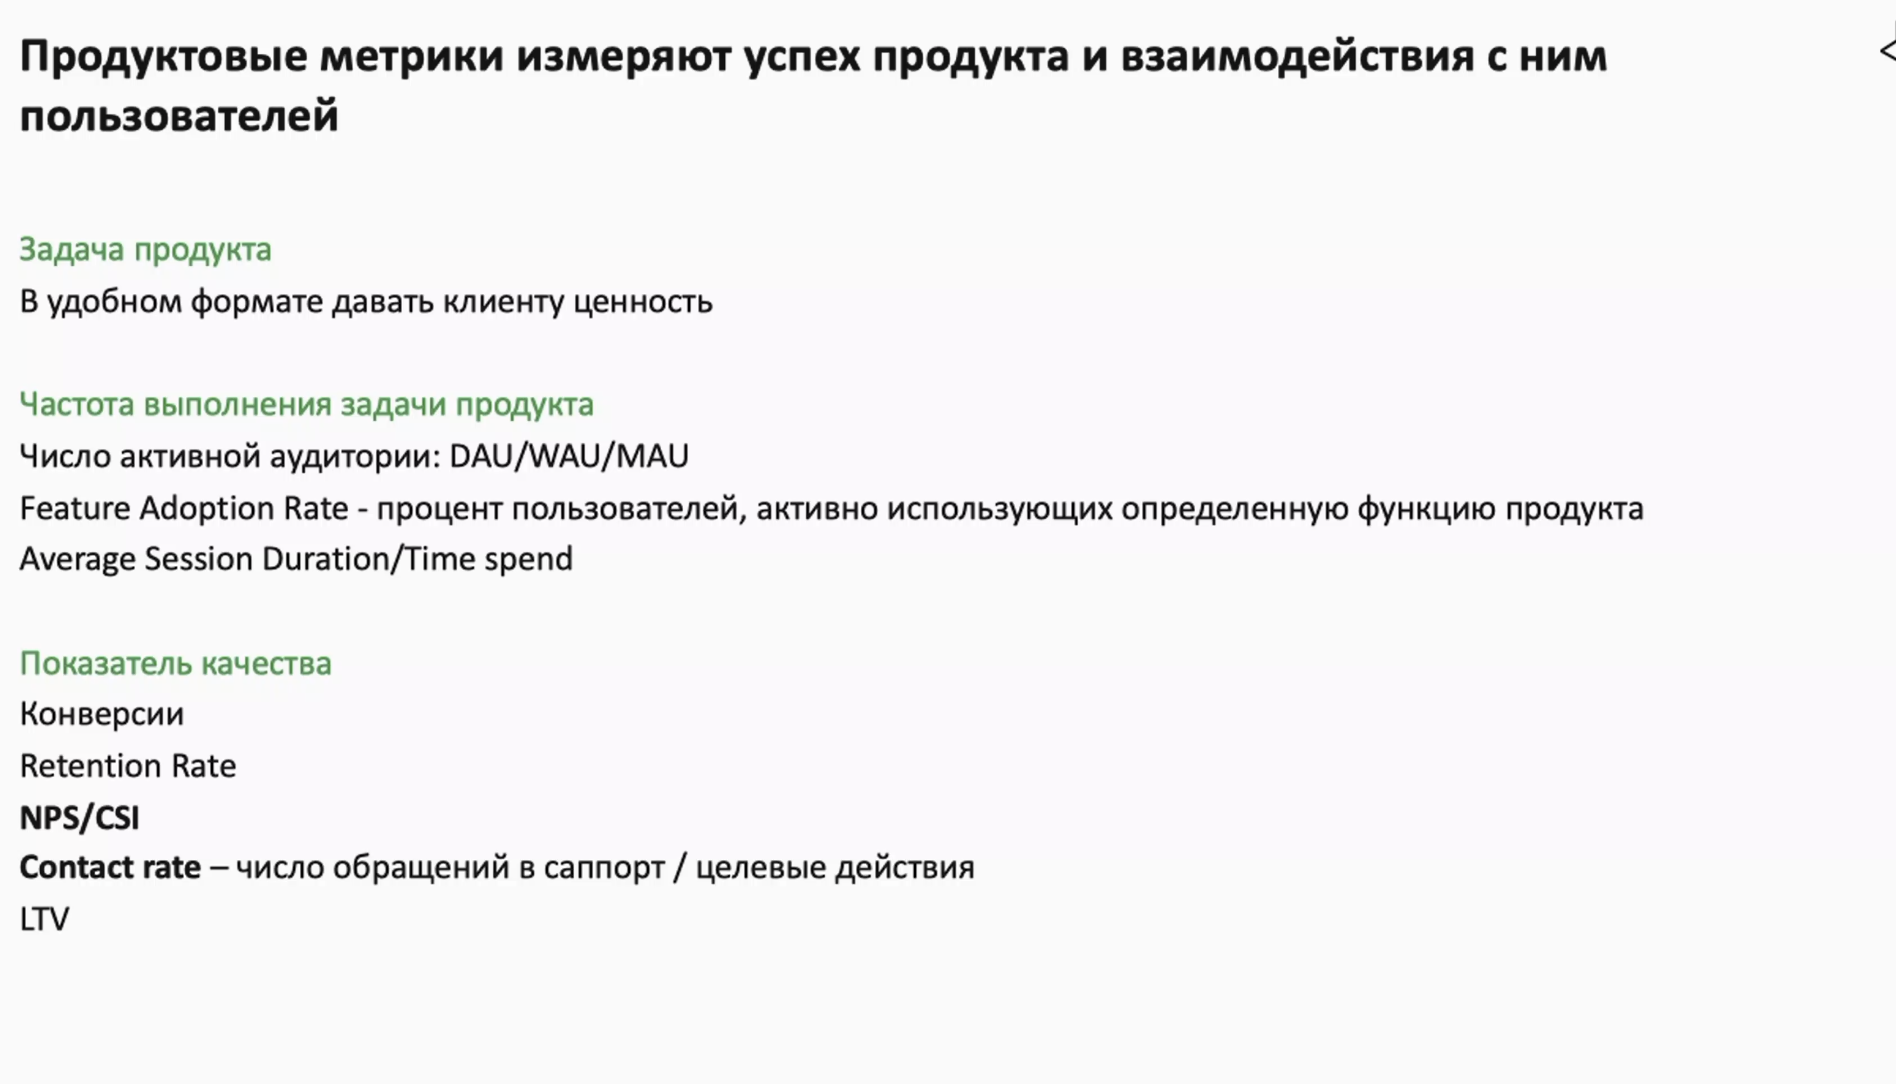 Продуктовые метрики измеряют успех продукта и взаимодействия с ним
пользователей
Задача продукта
В удобном формате давать клиенту ценность
Частота выполнения задачи продукта
Число активной аудитории: DAU/WAU/MAU
Feature Adoption Rate - процент пользователей, активно использующих определенную функцию продукта
Average Session Duration/Time spend
Показатель качества
Конверсии
Retention Rate
NPS/CSI
Contact rate – число обращений в саппорт / целевые действия
LTV